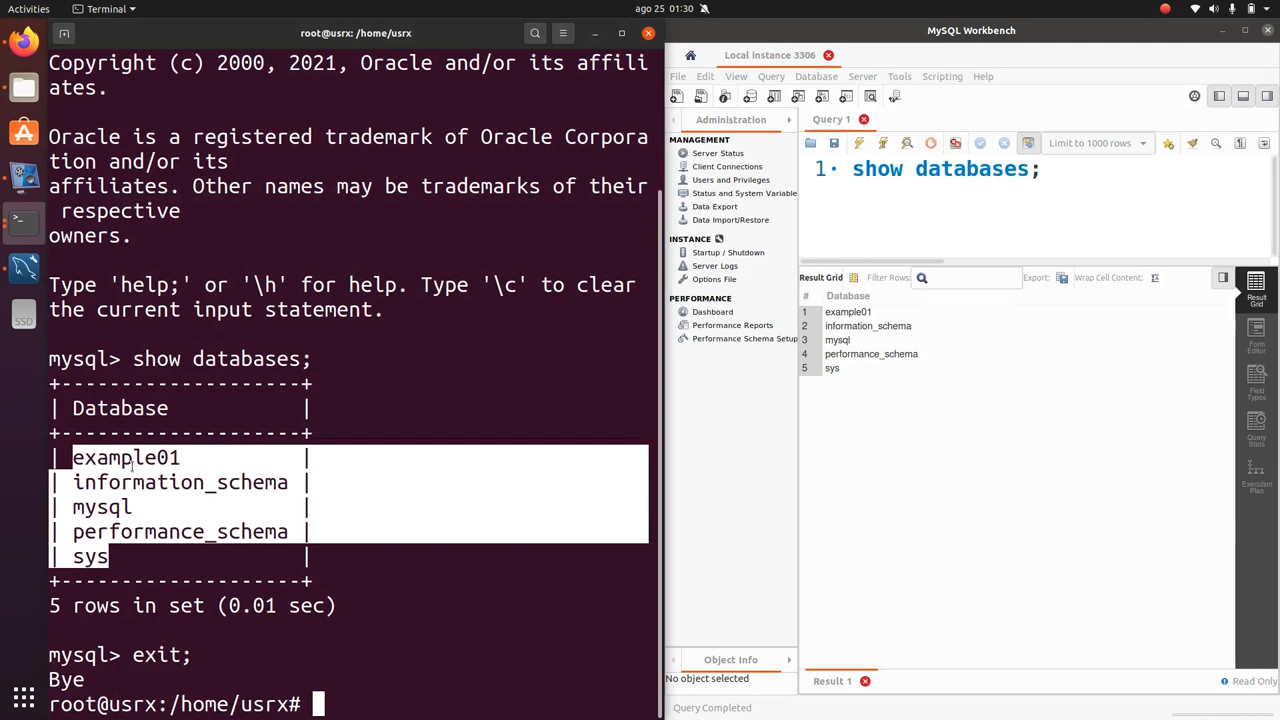 Activities
Terminal
ago 25 01:30
root@usrx: /home/usrx
Copyright (c) 2000, 2021, Oracle and/or its affili
ates.
Oracle is a registered trademark of Oracle Corpora
tion and/or its
affiliates. Other names may be trademarks of their
respective
owners.
Type 'help;' or '\h' for help. Type '\c' to clear
the current input statement.
mysql> show databases;
+--------------------+
| Database           |
+--------------------+
| example01          |
| information_schema |
| mysql              |
| performance_schema |
| sys                |
+--------------------+
5 rows in set (0.01 sec)
mysql> exit;
Bye
root@usrx:/home/usrx#
SSD
MySQL Workbench
Local instance 3306
File Edit View Query Database Server Tools Scripting Help
Administration
MANAGEMENT
Server Status
Client Connections
Users and Privileges
Status and System Variable
Data Export
Data Import/Restore
INSTANCE
Startup / Shutdown
Server Logs
Options File
PERFORMANCE
Dashboard
Performance Reports
Performance Schema Setup
Object Info
No object selected
Query 1
Limit to 1000 rows
1 show databases;
Result Grid Filter Rows: Export: Wrap Cell Content:
# Database
1 example01
2 information_schema
3 mysql
4 performance_schema
5 sys
Result Grid
Form Editor
Field Types
Query Stats
Execution Plan
Result 1
Read Only
Query Completed